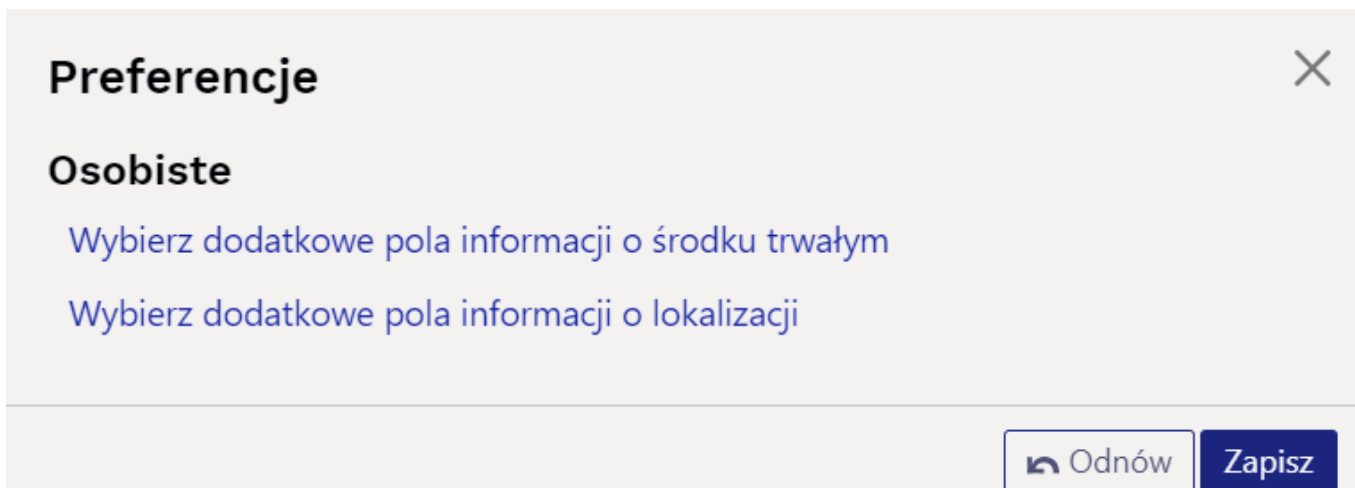 Preferencje
Osobiste
Wybierz dodatkowe pola informacji o środku trwałym
Wybierz dodatkowe pola informacji o lokalizacji
Odnów Zapisz